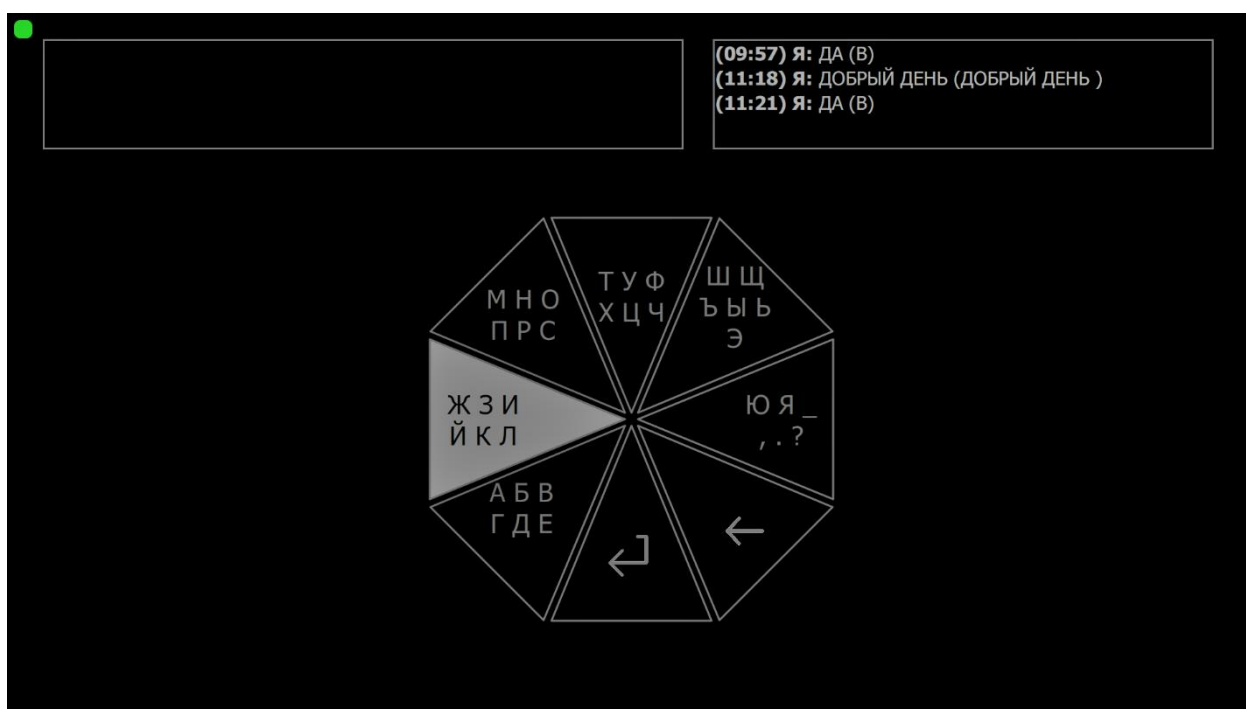 (09:57) Я: ДА (В)
(11:18) Я: ДОБРЫЙ ДЕНЬ (ДОБРЫЙ ДЕНЬ )
(11:21) Я: ДА (В)
М Н О
П Р С
Т У Ф
Х Ц Ч
Ш Щ
Ъ Ы Ь
Э
Ж З И
Й К Л
Ю Я _
, . ?
А Б В
Г Д Е